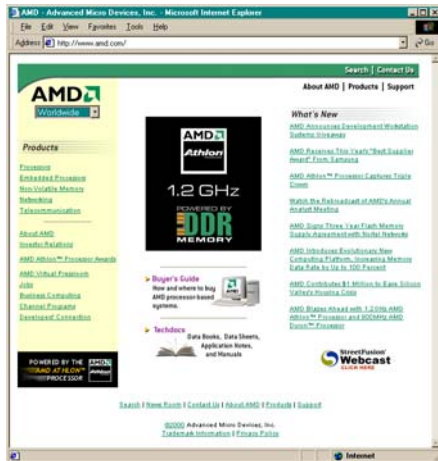 AMD - Advanced Micro Devices, Inc. - Microsoft Internet Explorer
File Edit View Favorites Tools Help
Address http://www.amd.com/ Go
Search | Contact Us
About AMD | Products | Support
AMD
Worldwide
Products
Processors
Embedded Processors
Non-Volatile Memory
Networking
Telecommunication
About AMD
Investor Relations
AMD Athlon™ Processor Awards
AMD Virtual Pressroom
Jobs
Business Computing
Channel Programs
Developers' Connection
POWERED BY THE
AMD ATHLON™
PROCESSOR
AMD
Athlon
AMD
Athlon
1.2 GHz
POWERED BY
DDR
MEMORY
Buyer's Guide
How and where to buy
AMD processor-based
systems.
Techdocs
Data Books, Data Sheets,
Application Notes,
and Manuals
What's New
AMD Announces Development Workstation
Systems Giveaway
AMD Receives This Year's "Best Supplier
Award" From Samsung
AMD Athlon™ Processor Captures Triple
Crown
Watch the Rebroadcast of AMD's Annual
Analyst Meeting
AMD Signs Three Year Flash Memory
Supply Agreement with Nortel Networks
AMD Introduces Evolutionary New
Computing Platform, Increasing Memory
Data Rate by Up to 100 Percent
AMD Contributes $1 Million to Ease Silicon
Valley's Housing Crisis
AMD Blazes Ahead with 1.2GHz AMD
Athlon™ Processor and 800MHz AMD
Duron™ Processor
StreetFusion
Webcast
CLICK HERE
Search | News Room | Contact Us | About AMD | Products | Support
©2000 Advanced Micro Devices, Inc.
Trademark Information | Privacy Policy
Internet